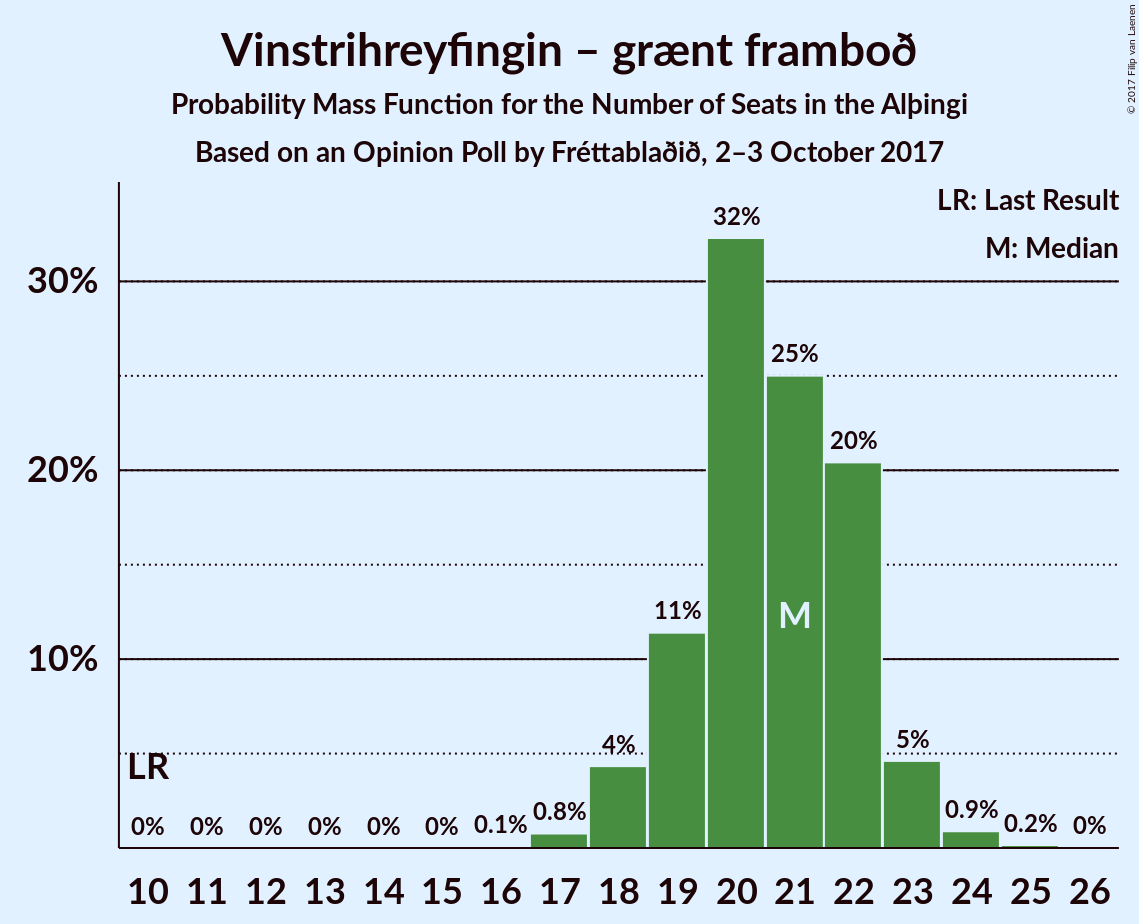 Vinstrihreyfingin – grænt framboð
Probability Mass Function for the Number of Seats in the Alþingi
Based on an Opinion Poll by Fréttablaðið, 2–3 October 2017
© 2017 Filip van Laenen
LR: Last Result
M: Median
32%
30%
25%
20%
20%
11%
M
10%
5%
4%
LR
0% 0% 0% 0% 0% 0% 0.1% 0.8% 0.9% 0.2% 0%
10 11 12 13 14 15 16 17 18 19 20 21 22 23 24 25 26